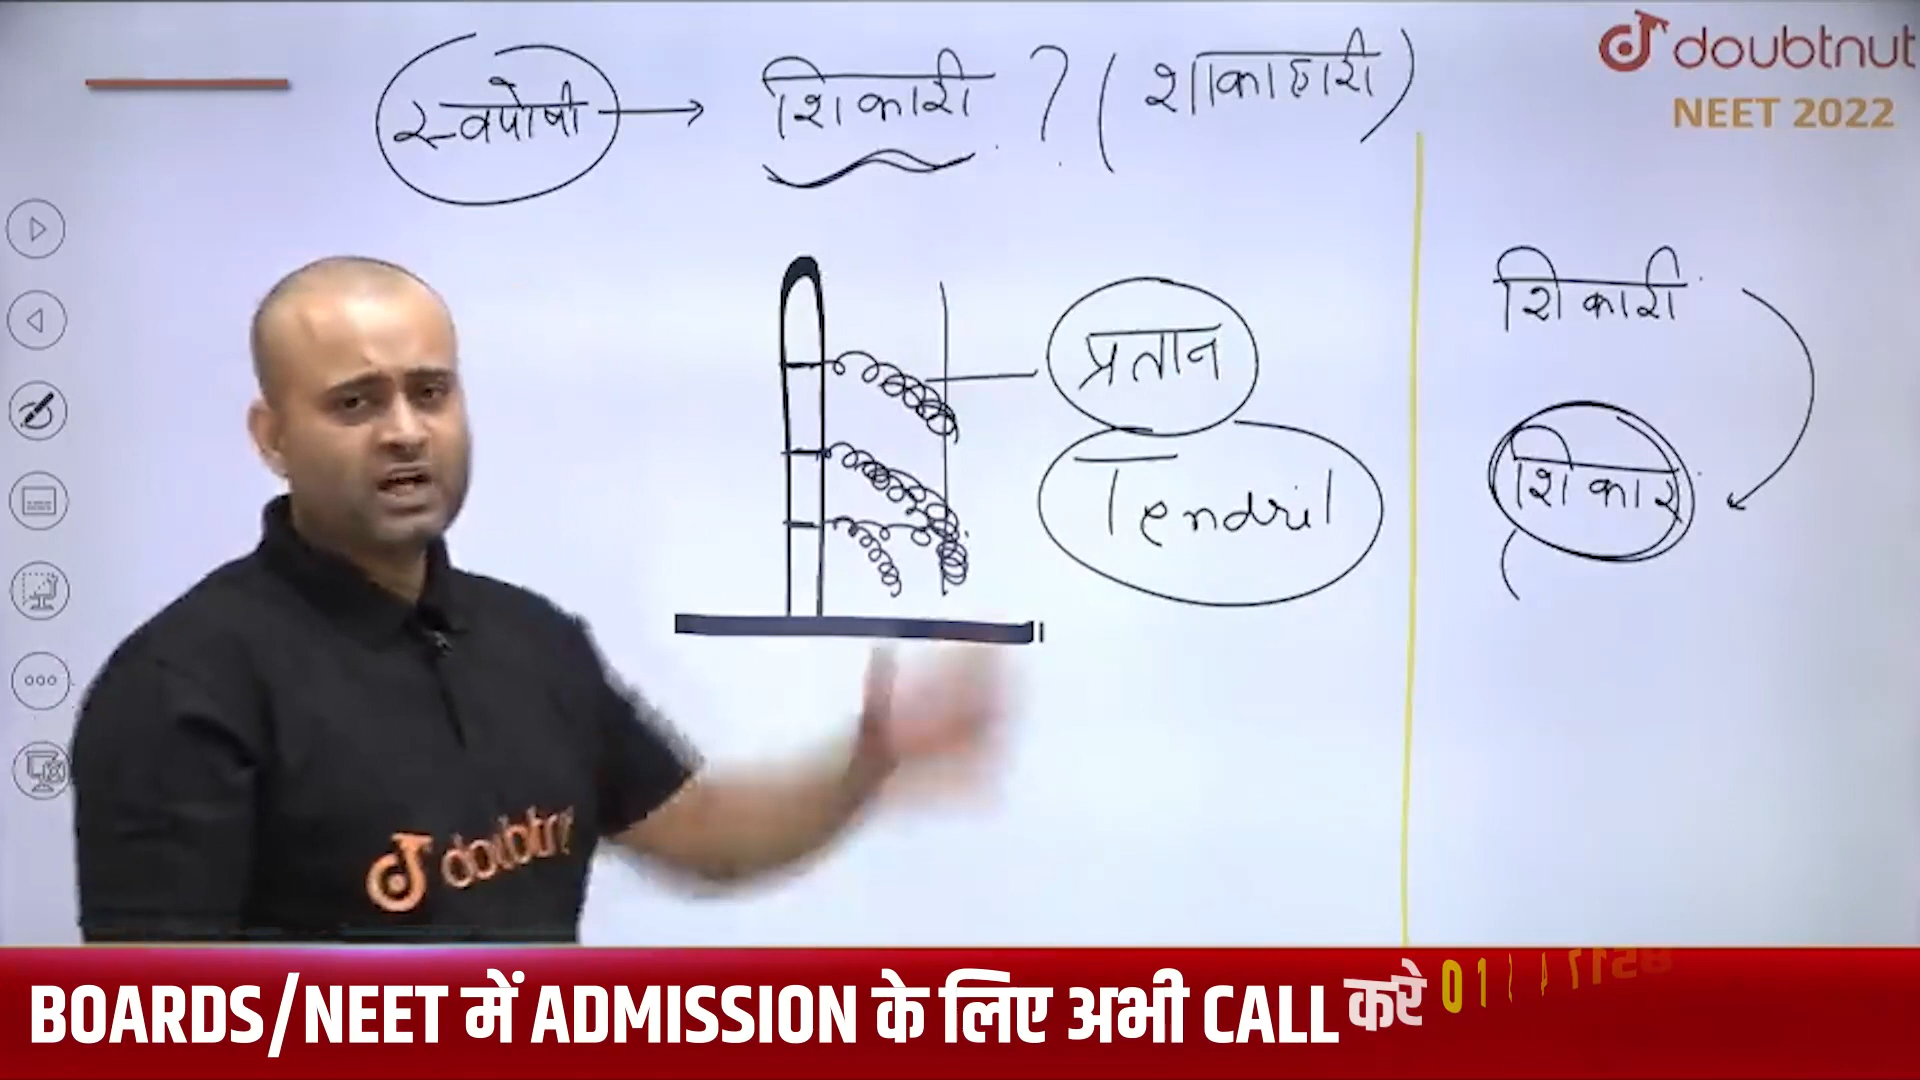 doubtnut
NEET 2022
स्वपोषी → शिकारी ? (शाकाहारी)
प्रतान
Tendril
शिकारी
शिकार
doubtnut
BOARDS/NEET में ADMISSION के लिए अभी CALL करे